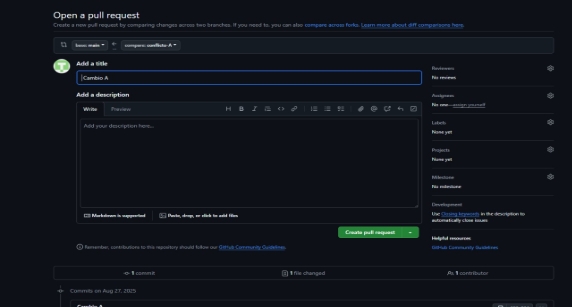 Open a pull request
Create a new pull request by comparing changes across two branches. If you need to, you can also compare across forks. Learn more about diff comparisons here.
base: main
compare: conflicto-A
Add a title
Cambio A
Add a description
Write Preview
Add your description here...
Markdown is supported
Paste, drop, or click to add files
Create pull request
Remember, contributions to this repository should follow our GitHub Community Guidelines.
Reviewers
No reviews
Assignees
No one—assign yourself
Labels
None yet
Projects
None yet
Milestone
No milestone
Development
Use Closing keywords in the description to
automatically close issues
Helpful resources
GitHub Community Guidelines
1 commit
1 file changed
1 contributor
Commits on Aug 27, 2025
Cambio A